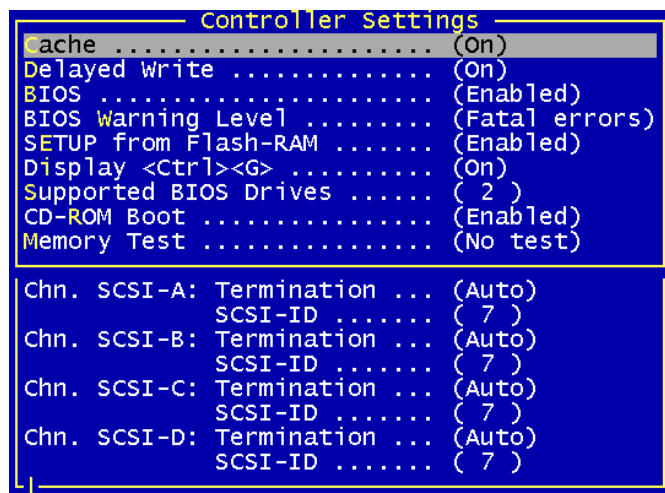 Controller Settings
Cache ...................... (On)
Delayed Write .............. (On)
BIOS ....................... (Enabled)
BIOS Warning Level ......... (Fatal errors)
SETUP from Flash-RAM ....... (Enabled)
Display <Ctrl><G> .......... (On)
Supported BIOS Drives ...... ( 2 )
CD-ROM Boot ................ (Enabled)
Memory Test ................ (No test)
Chn. SCSI-A: Termination ... (Auto)
SCSI-ID ....... ( 7 )
Chn. SCSI-B: Termination ... (Auto)
SCSI-ID ....... ( 7 )
Chn. SCSI-C: Termination ... (Auto)
SCSI-ID ....... ( 7 )
Chn. SCSI-D: Termination ... (Auto)
SCSI-ID ....... ( 7 )